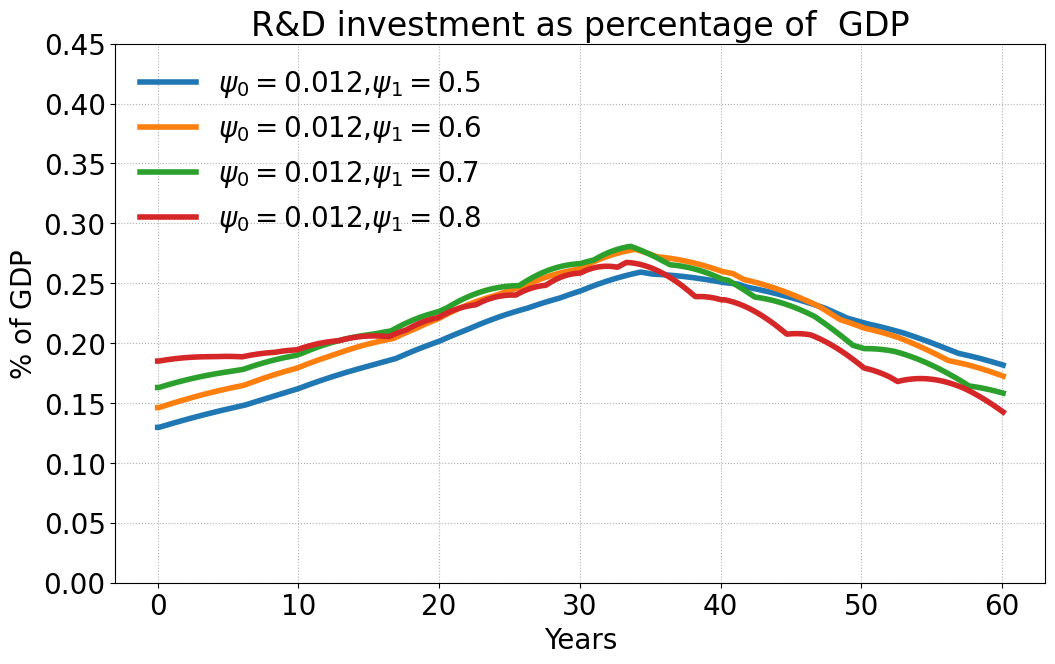 R&D investment as percentage of  GDP
0.45
0.40
0.35
0.30
0.25
0.20
0.15
0.10
0.05
0.00
% of GDP
ψ₀ = 0.012,ψ₁ = 0.5
ψ₀ = 0.012,ψ₁ = 0.6
ψ₀ = 0.012,ψ₁ = 0.7
ψ₀ = 0.012,ψ₁ = 0.8
0 10 20 30 40 50 60
Years